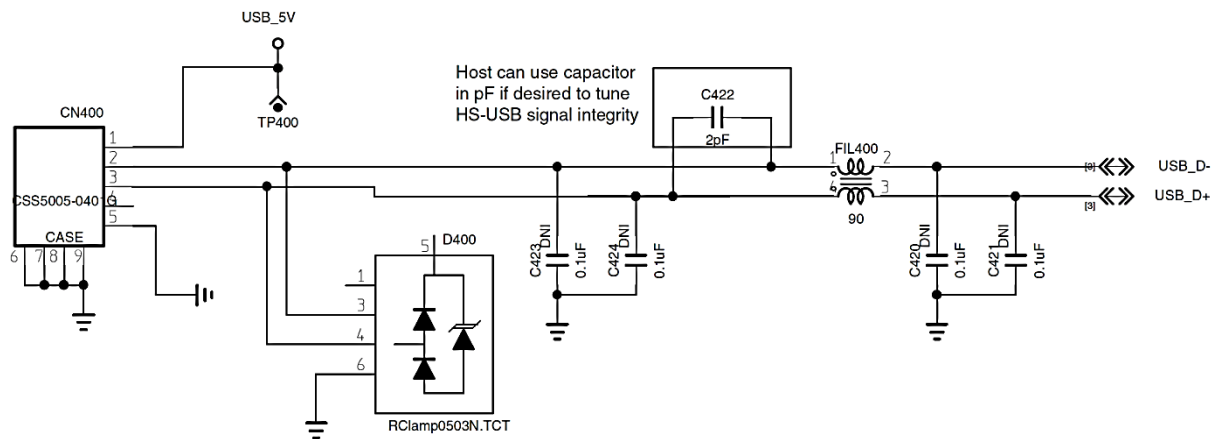 USB_5V
TP400
Host can use capacitor
in pF if desired to tune
HS-USB signal integrity
C422
2pF
CN400
1
2
3
4
5
CSS5005-0401G
CASE
6
7
8
9
FIL400
1
2
4
3
90
[3]
USB_D-
[3]
USB_D+
C423
DNI
0.1uF
C424
DNI
0.1uF
C420
DNI
0.1uF
C421
DNI
0.1uF
D400
5
1
3
4
6
RClamp0503N.TCT